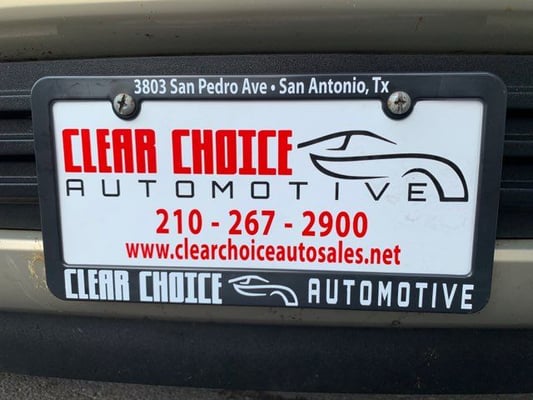 3803 San Pedro Ave • San Antonio, Tx
CLEAR CHOICE
AUTOMOTIVE
210 - 267 - 2900
www.clearchoiceautosales.net
CLEAR CHOICE AUTOMOTIVE